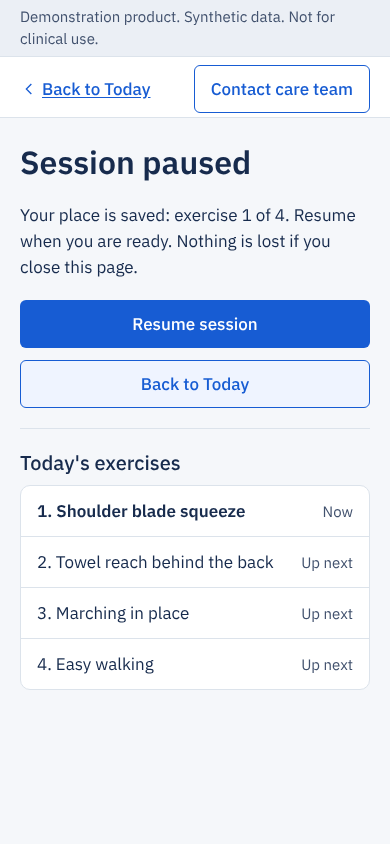 Demonstration product. Synthetic data. Not for
clinical use.
Back to Today
Contact care team
Session paused
Your place is saved: exercise 1 of 4. Resume
when you are ready. Nothing is lost if you
close this page.
Resume session
Back to Today
Today's exercises
1. Shoulder blade squeeze Now
2. Towel reach behind the back Up next
3. Marching in place Up next
4. Easy walking Up next